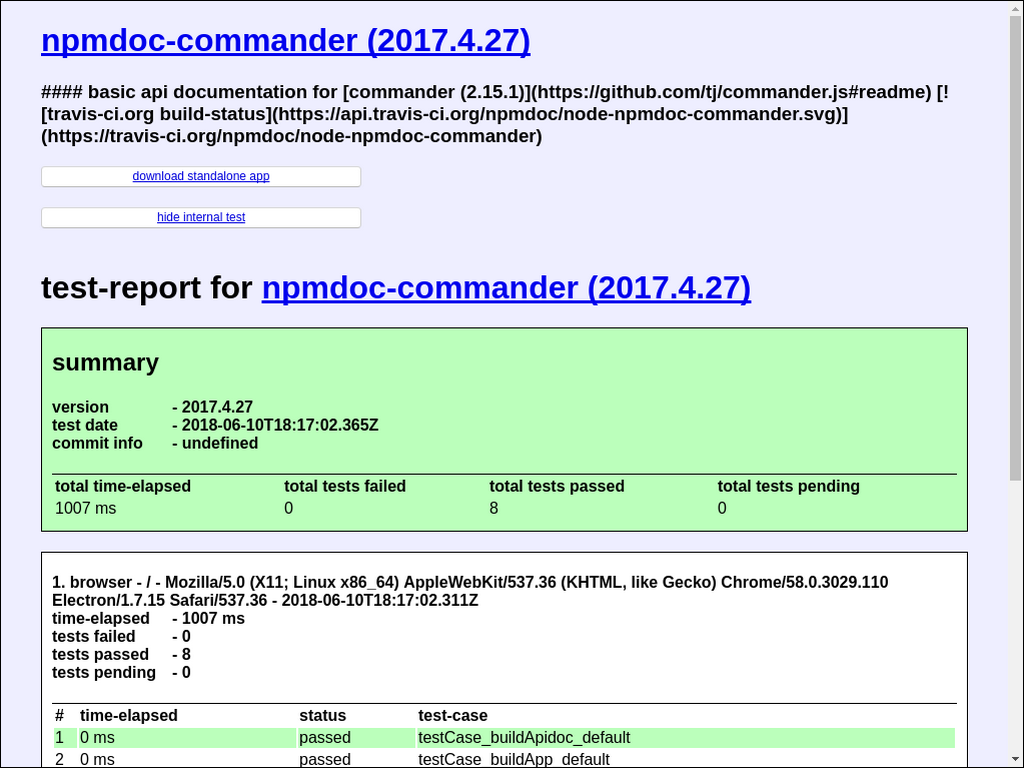 npmdoc-commander (2017.4.27)
#### basic api documentation for [commander (2.15.1)](https://github.com/tj/commander.js#readme) [!
[travis-ci.org build-status](https://api.travis-ci.org/npmdoc/node-npmdoc-commander.svg)]
(https://travis-ci.org/npmdoc/node-npmdoc-commander)
download standalone app
hide internal test
test-report for npmdoc-commander (2017.4.27)
summary
version - 2017.4.27
test date - 2018-06-10T18:17:02.365Z
commit info - undefined
total time-elapsed total tests failed total tests passed total tests pending
1007 ms 0 8 0
1. browser - / - Mozilla/5.0 (X11; Linux x86_64) AppleWebKit/537.36 (KHTML, like Gecko) Chrome/58.0.3029.110
Electron/1.7.15 Safari/537.36 - 2018-06-10T18:17:02.311Z
time-elapsed - 1007 ms
tests failed - 0
tests passed - 8
tests pending - 0
# time-elapsed status test-case
1 0 ms passed testCase_buildApidoc_default
2 0 ms passed testCase_buildApp_default